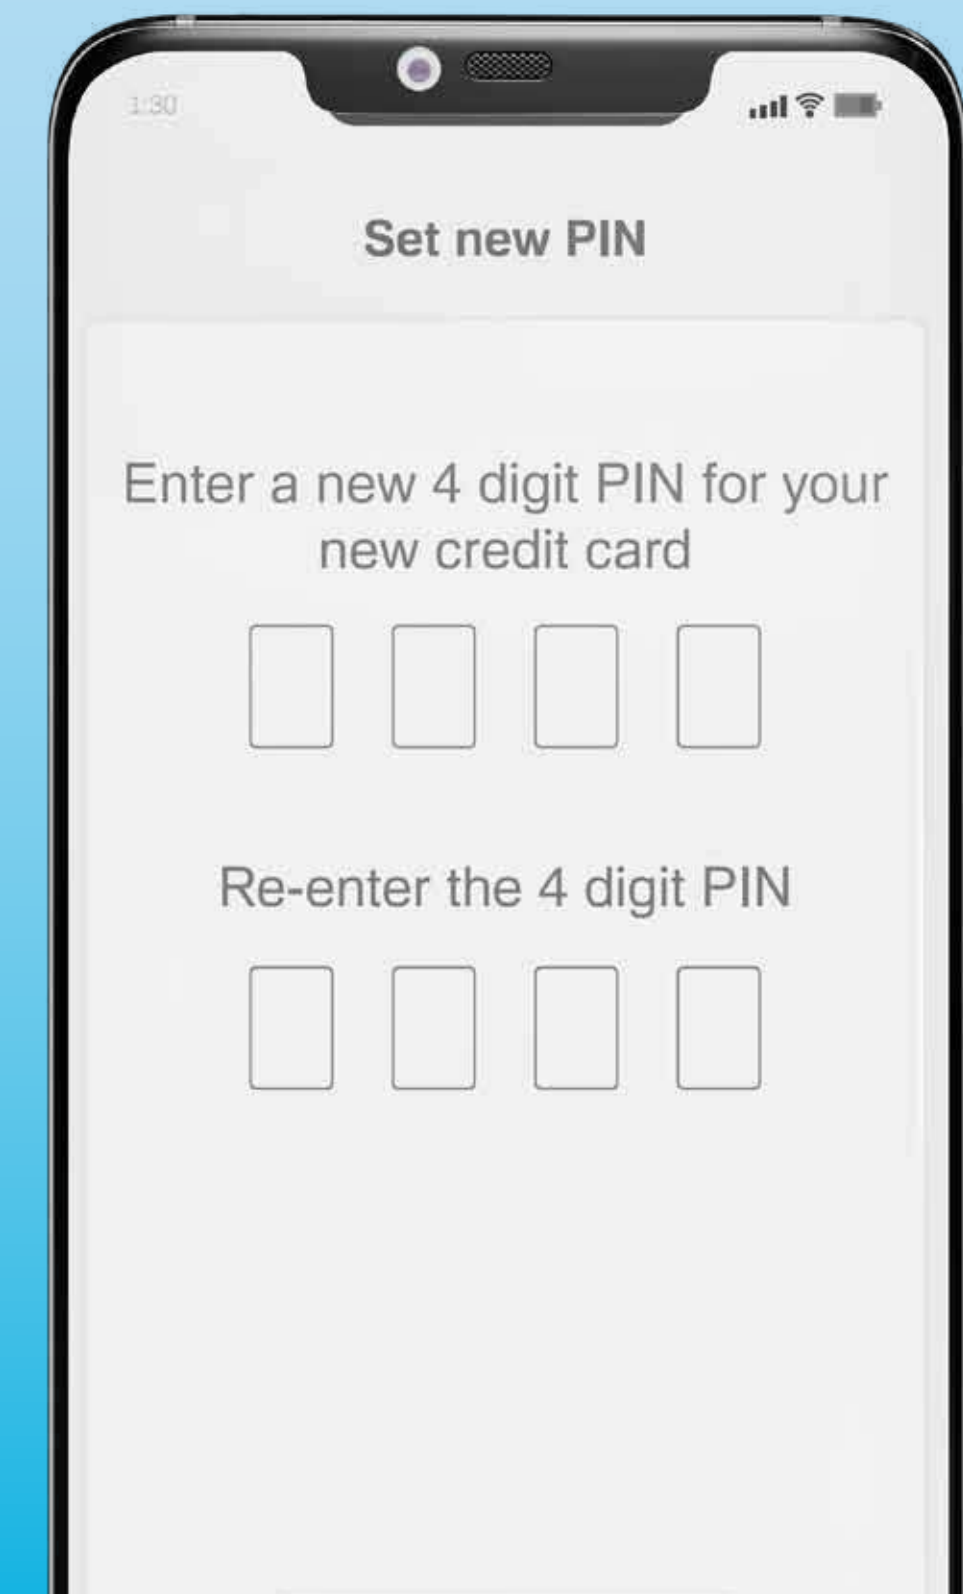 1:30
Set new PIN
Enter a new 4 digit PIN for your
new credit card
Re-enter the 4 digit PIN